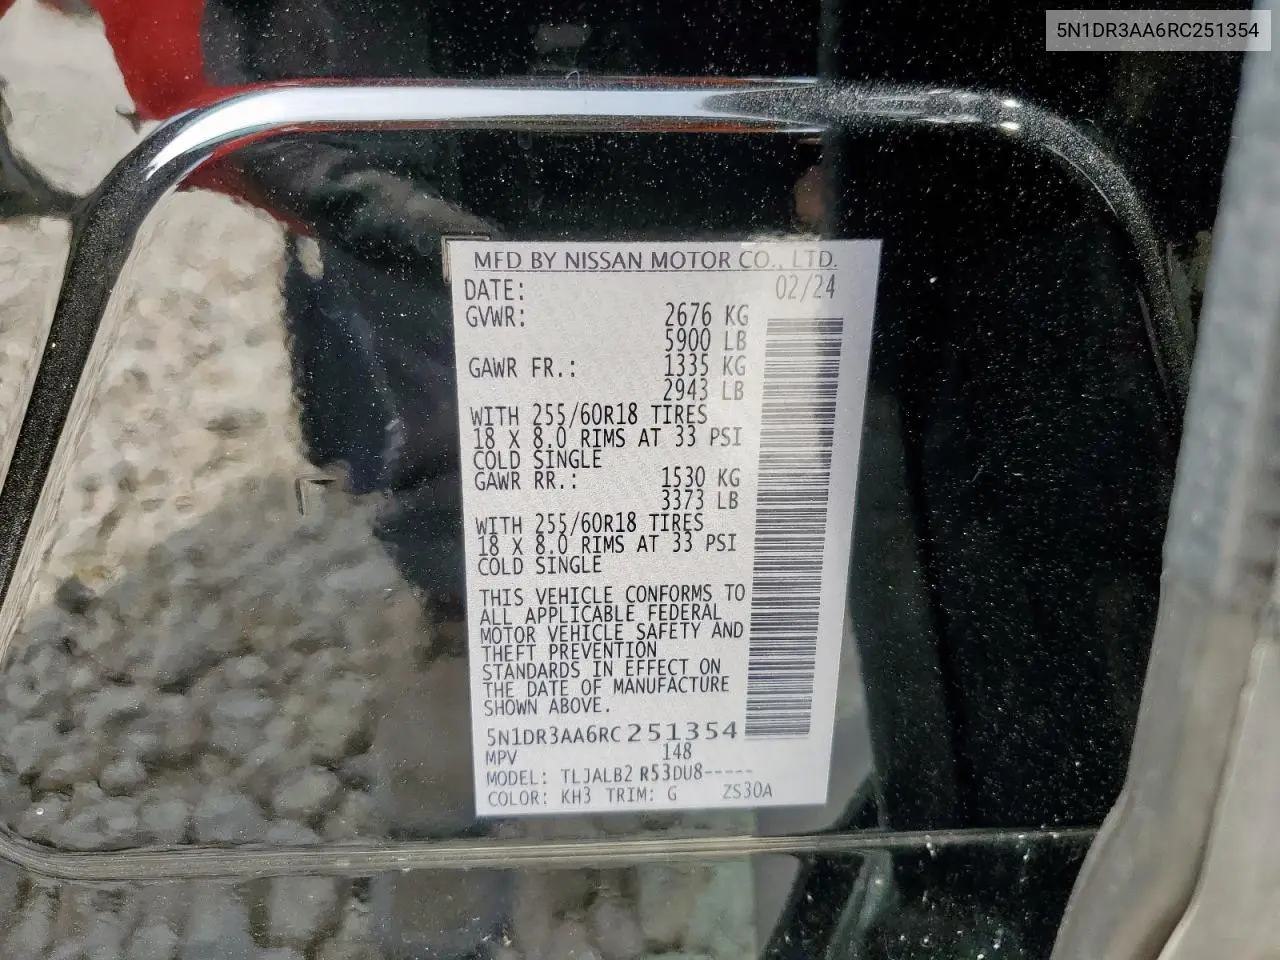 5N1DR3AA6RC251354
MFD BY NISSAN MOTOR CO., LTD.
DATE: 02/24
GVWR: 2676 KG
5900 LB
GAWR FR.: 1335 KG
2943 LB
WITH 255/60R18 TIRES
18 X 8.0 RIMS AT 33 PSI
COLD SINGLE
GAWR RR.: 1530 KG
3373 LB
WITH 255/60R18 TIRES
18 X 8.0 RIMS AT 33 PSI
COLD SINGLE
THIS VEHICLE CONFORMS TO
ALL APPLICABLE FEDERAL
MOTOR VEHICLE SAFETY AND
THEFT PREVENTION
STANDARDS IN EFFECT ON
THE DATE OF MANUFACTURE
SHOWN ABOVE.
5N1DR3AA6RC251354
MPV 148
MODEL: TLJALB2 R53DU8-----
COLOR: KH3 TRIM: G ZS30A